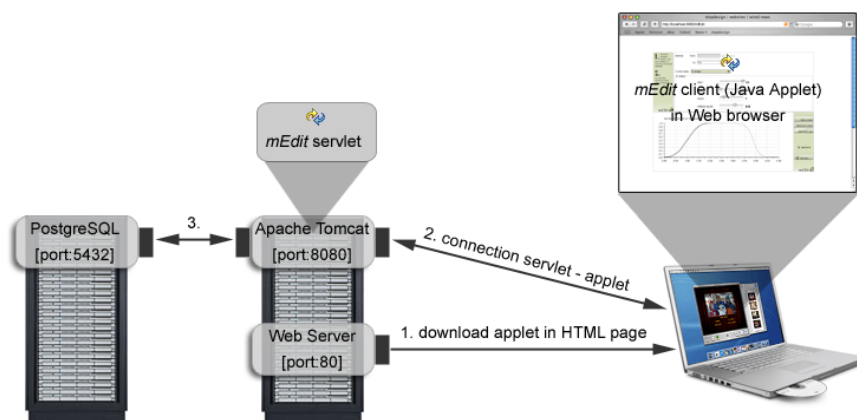 mEdit client (Java Applet)
in Web browser
mEdit servlet
PostgreSQL
[port:5432]
3.
Apache Tomcat
[port:8080]
2. connection servlet - applet
Web Server
[port:80]
1. download applet in HTML page